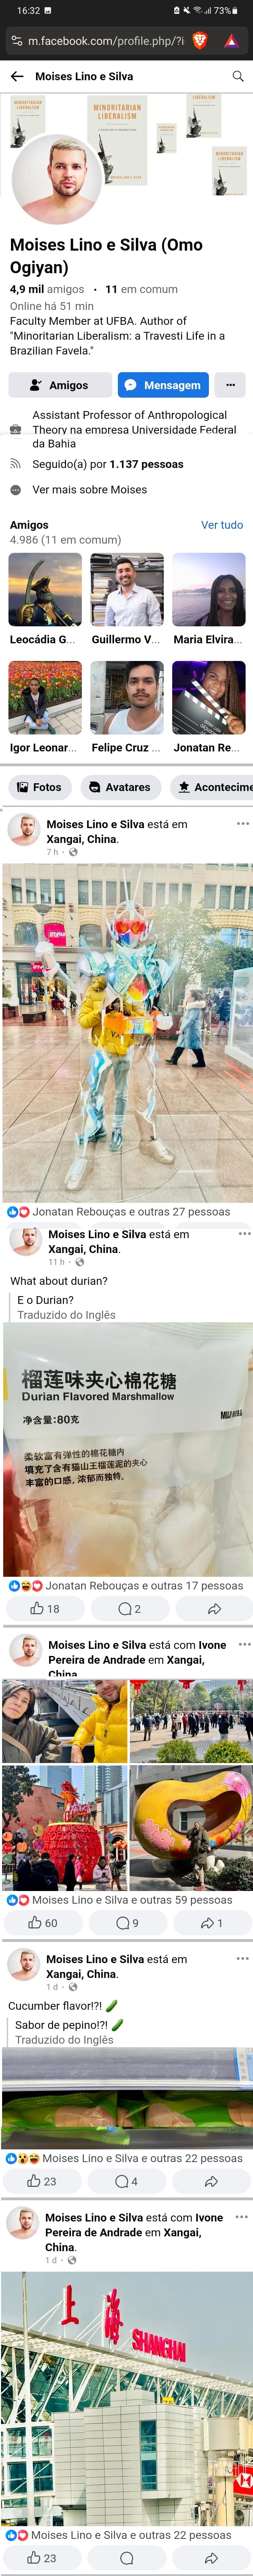 16:32
73%
m.facebook.com/profile.php/?i
Moises Lino e Silva
MINORITARIAN
LIBERALISM
MINORITARIAN
LIBERALISM
LIBERALISM
MINORITARIAN
LIBERALISM
Moises Lino e Silva (Omo
Ogiyan)
4,9 mil amigos • 11 em comum
Online há 51 min
Faculty Member at UFBA. Author of
"Minoritarian Liberalism: a Travesti Life in a
Brazilian Favela."
Amigos
Mensagem
Assistant Professor of Anthropological
Theory na empresa Universidade Federal
da Bahia
Seguido(a) por 1.137 pessoas
Ver mais sobre Moises
Amigos
Ver tudo
4.986 (11 em comum)
Leocádia G...
Guillermo V...
Maria Elvira...
Igor Leonar...
Felipe Cruz ...
Jonatan Re...
Fotos
Avatares
Acontecime
Moises Lino e Silva está em
Xangai, China.
7 h ·
Jonatan Rebouças e outras 27 pessoas
Moises Lino e Silva está em
Xangai, China.
11 h ·
What about durian?
E o Durian?
Traduzido do Inglês
榴莲味夹心棉花糖
Durian Flavored Marshmallow
净含量:80克
柔软富有弹性的棉花糖内
填充了含有猫山王榴莲泥的夹心
丰富的口感,浓郁而独特。
Jonatan Rebouças e outras 17 pessoas
18
2
Moises Lino e Silva está com Ivone
Pereira de Andrade em Xangai,
China
Moises Lino e Silva e outras 59 pessoas
60
9
1
Moises Lino e Silva está em
Xangai, China.
1 d ·
Cucumber flavor!?! 🥒
Sabor de pepino!?! 🥒
Traduzido do Inglês
Moises Lino e Silva e outras 22 pessoas
23
4
Moises Lino e Silva está com Ivone
Pereira de Andrade em Xangai,
China.
1 d ·
上海 SHANGHAI
Moises Lino e Silva e outras 22 pessoas
23